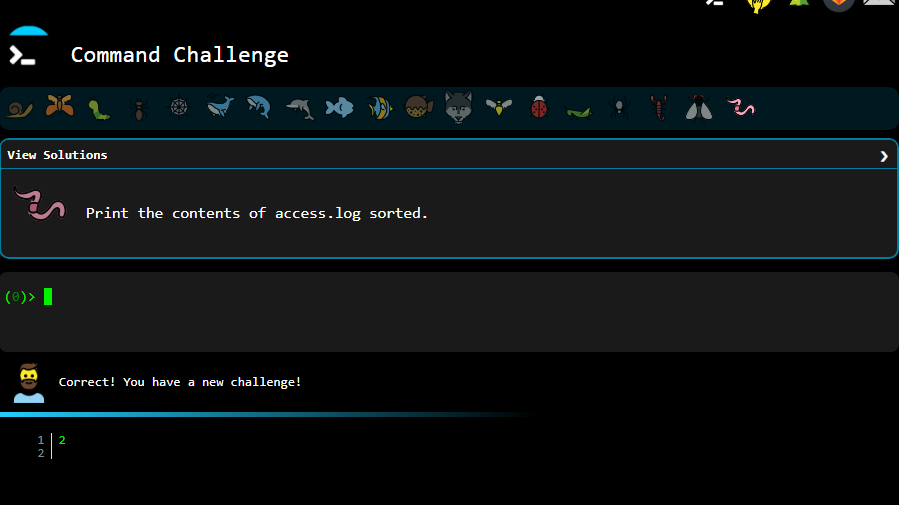 Command Challenge
View Solutions
Print the contents of access.log sorted.
(0)>
Correct! You have a new challenge!
1 2
2